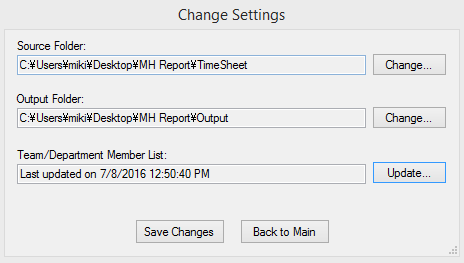 Change Settings
Source Folder:
C:¥Users¥miki¥Desktop¥MH Report¥TimeSheet
Change...
Output Folder:
C:¥Users¥miki¥Desktop¥MH Report¥Output
Change...
Team/Department Member List:
Last updated on 7/8/2016 12:50:40 PM
Update...
Save Changes
Back to Main